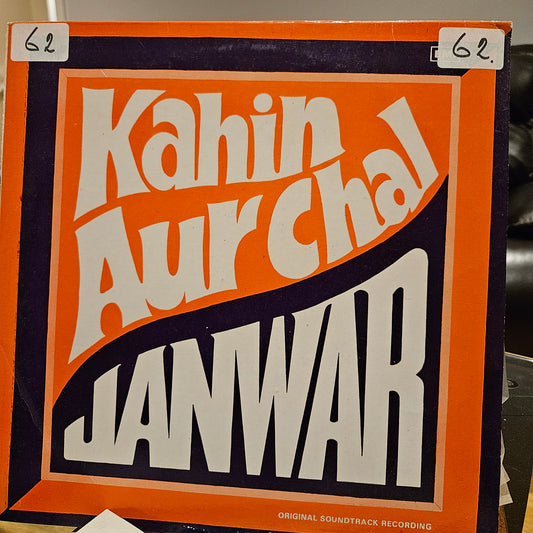 62
62.
Kahin
Aur Chal
JANWAR
ORIGINAL SOUNDTRACK RECORDING